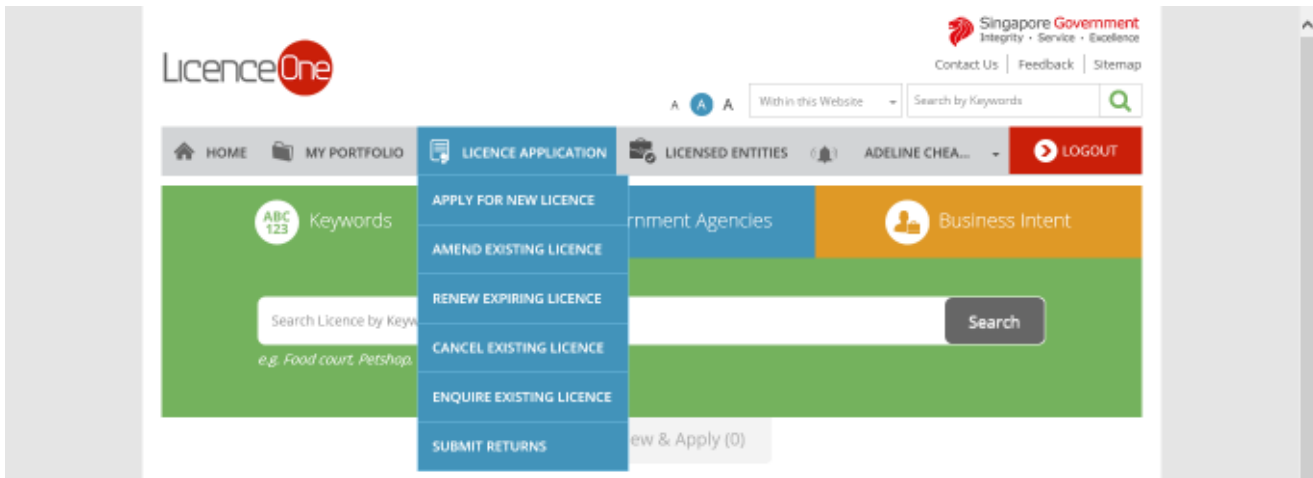 Singapore Government
Integrity · Service · Excellence
LicenceOne
Contact Us | Feedback | Sitemap
A A A Within this Website Search by Keywords
HOME MY PORTFOLIO LICENCE APPLICATION LICENSED ENTITIES ADELINE CHEA... LOGOUT
APPLY FOR NEW LICENCE
ABC
123
Keywords
rnment Agencies
Business Intent
AMEND EXISTING LICENCE
RENEW EXPIRING LICENCE
Search Licence by Keyw
Search
CANCEL EXISTING LICENCE
e.g. Food court, Petshop,
ENQUIRE EXISTING LICENCE
SUBMIT RETURNS
ew & Apply (0)